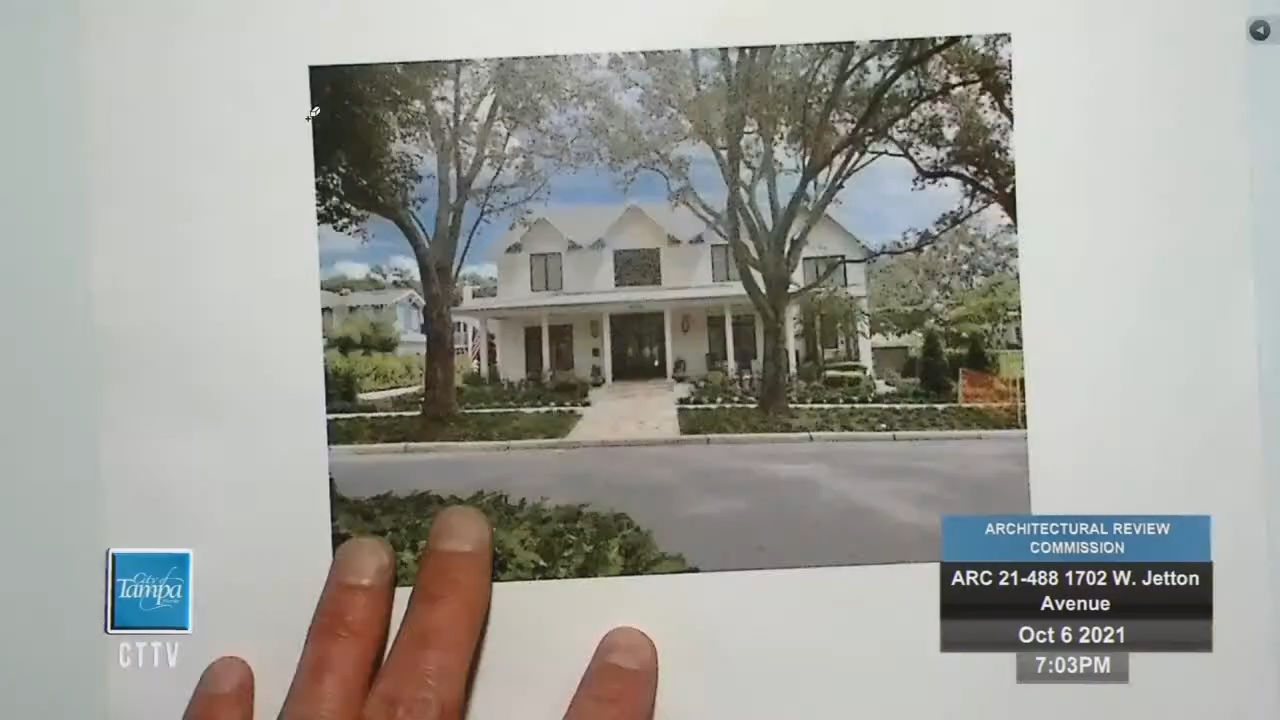 ARCHITECTURAL REVIEW
COMMISSION
ARC 21-488 1702 W. Jetton
Avenue
Oct 6 2021
7:03PM
City of
Tampa
CTTV